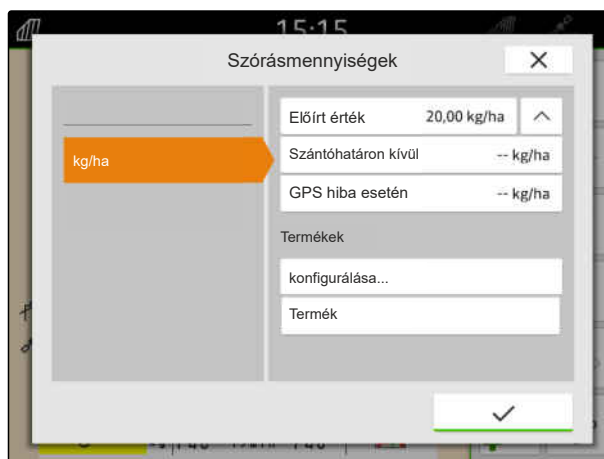 15:15
Szórásmennyiségek
kg/ha
Előírt érték 20,00 kg/ha
Szántóhatáron kívül -- kg/ha
GPS hiba esetén -- kg/ha
Termékek
konfigurálása...
Termék